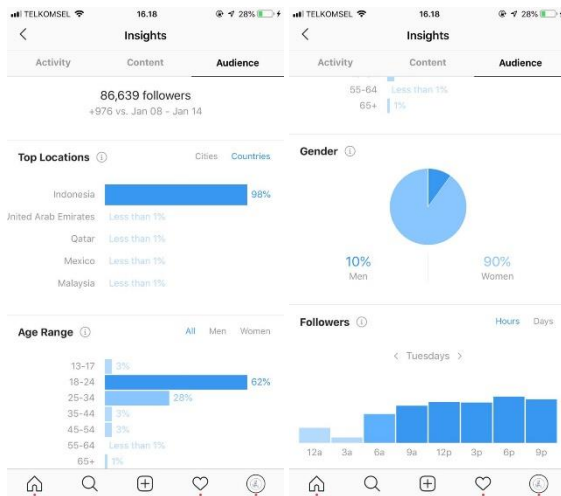 TELKOMSEL 16.18 28%
Insights
Activity Content Audience
86,639 followers
+976 vs. Jan 08 - Jan 14
Top Locations Cities Countries
Indonesia 98%
United Arab Emirates Less than 1%
Qatar Less than 1%
Mexico Less than 1%
Malaysia Less than 1%
Age Range All Men Women
13-17 3%
18-24 62%
25-34 28%
35-44 3%
45-54 3%
55-64 Less than 1%
65+ 1%
TELKOMSEL 16.18 28%
Insights
Activity Content Audience
55-64 Less than 1%
65+ 1%
Gender
10% 90%
Men Women
Followers Hours Days
< Tuesdays >
12a 3a 6a 9a 12p 3p 6p 9p